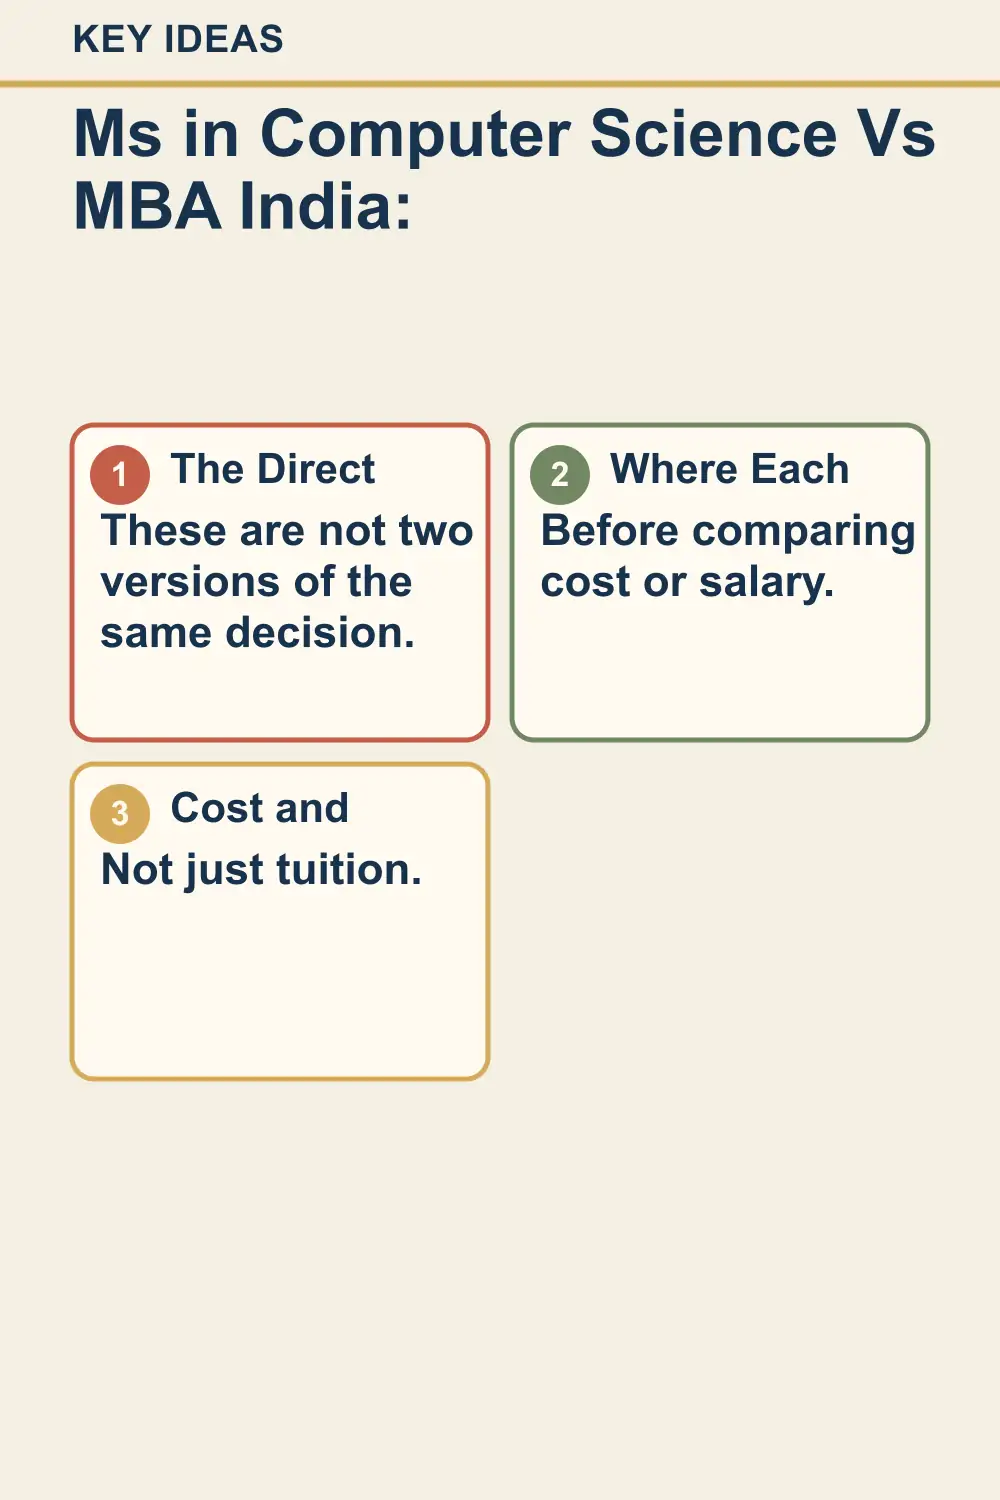 KEY IDEAS
Ms in Computer Science Vs
MBA India:
1 The Direct
These are not two
versions of the
same decision.
2 Where Each
Before comparing
cost or salary.
3 Cost and
Not just tuition.